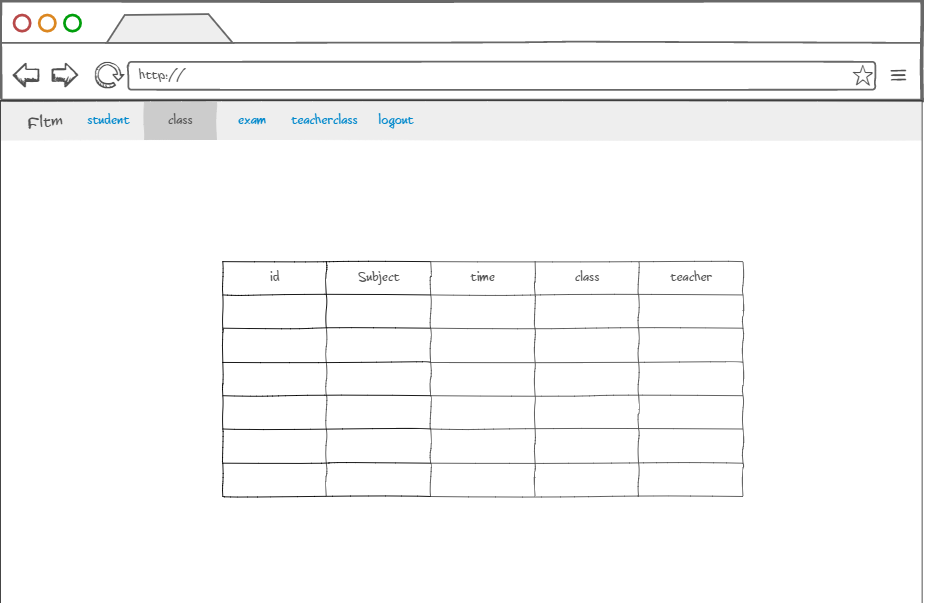 http://
Fltm student class exam teacherclass logout
id Subject time class teacher